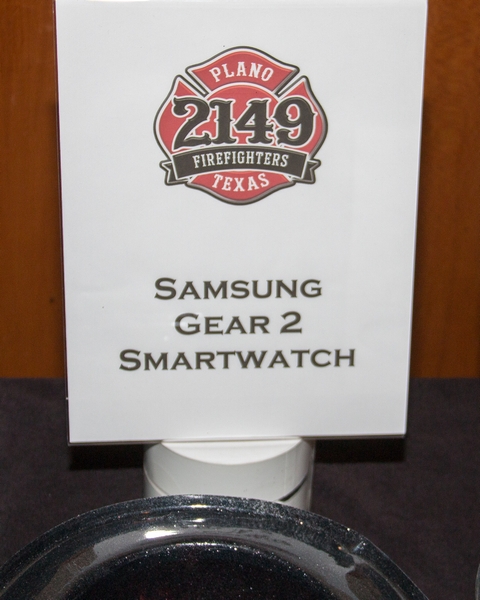 PLANO
2149
FIREFIGHTERS
TEXAS
SAMSUNG
GEAR 2
SMARTWATCH